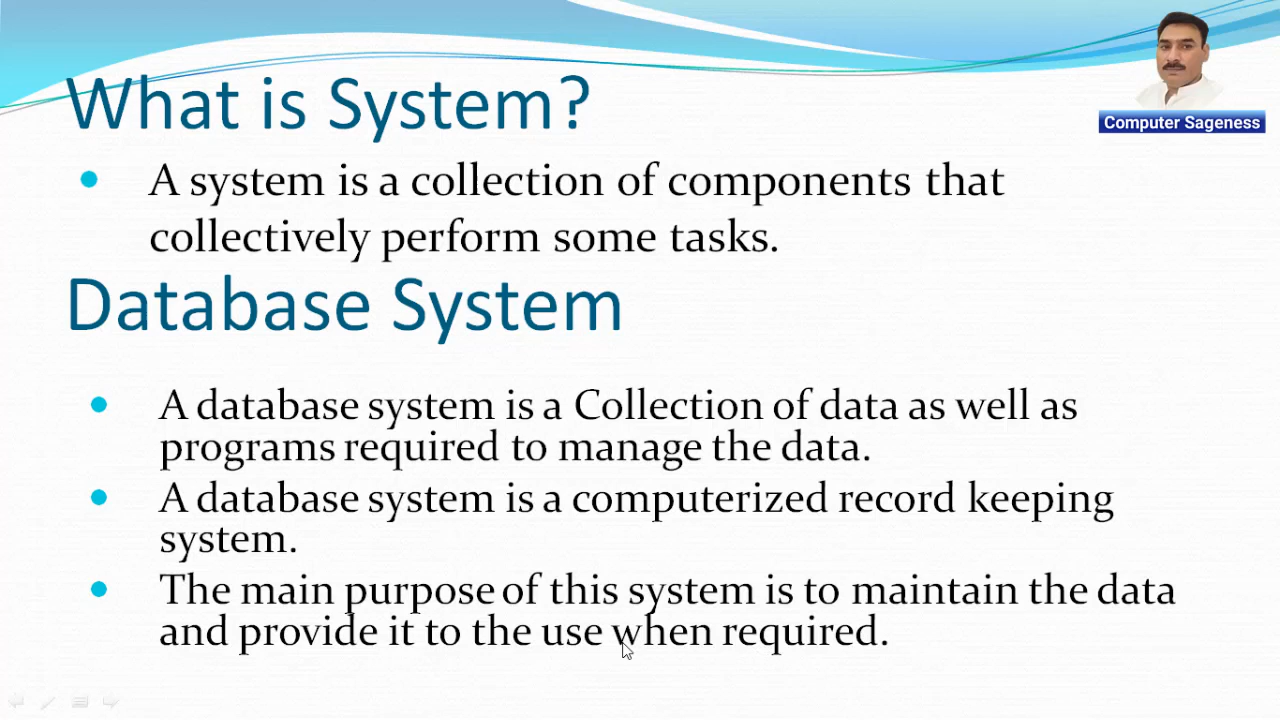 What is System?
Computer Sageness
A system is a collection of components that
collectively perform some tasks.
Database System
A database system is a Collection of data as well as
programs required to manage the data.
A database system is a computerized record keeping
system.
The main purpose of this system is to maintain the data
and provide it to the use when required.